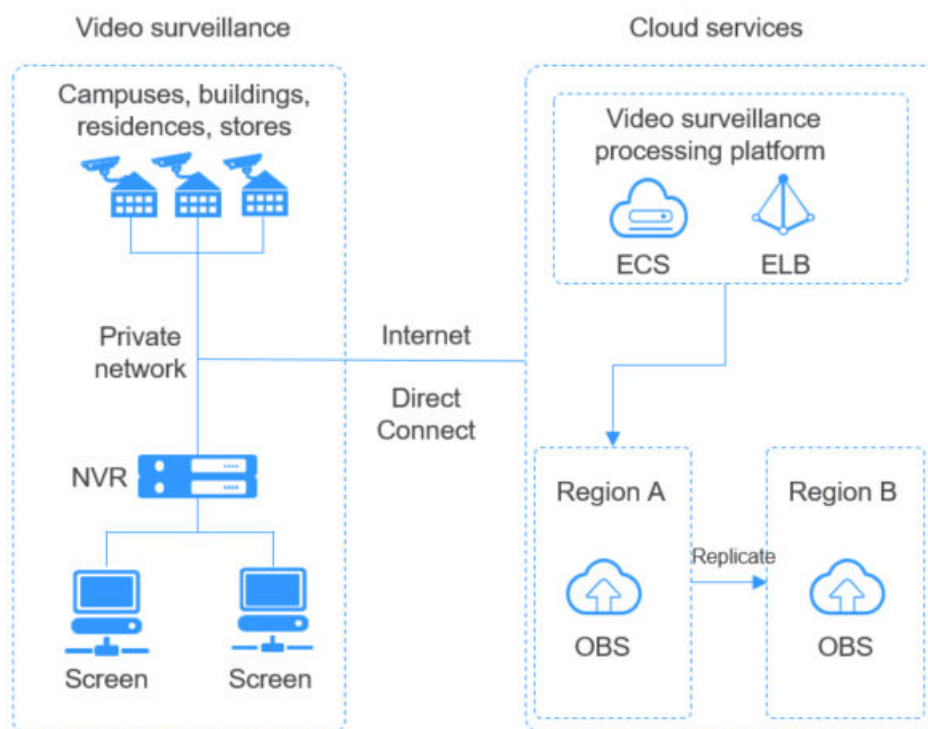 Video surveillance
Cloud services
Campuses, buildings,
residences, stores
Video surveillance
processing platform
ECS
ELB
Private
network
Internet
Direct
Connect
NVR
Region A
Region B
Replicate
OBS
OBS
Screen
Screen